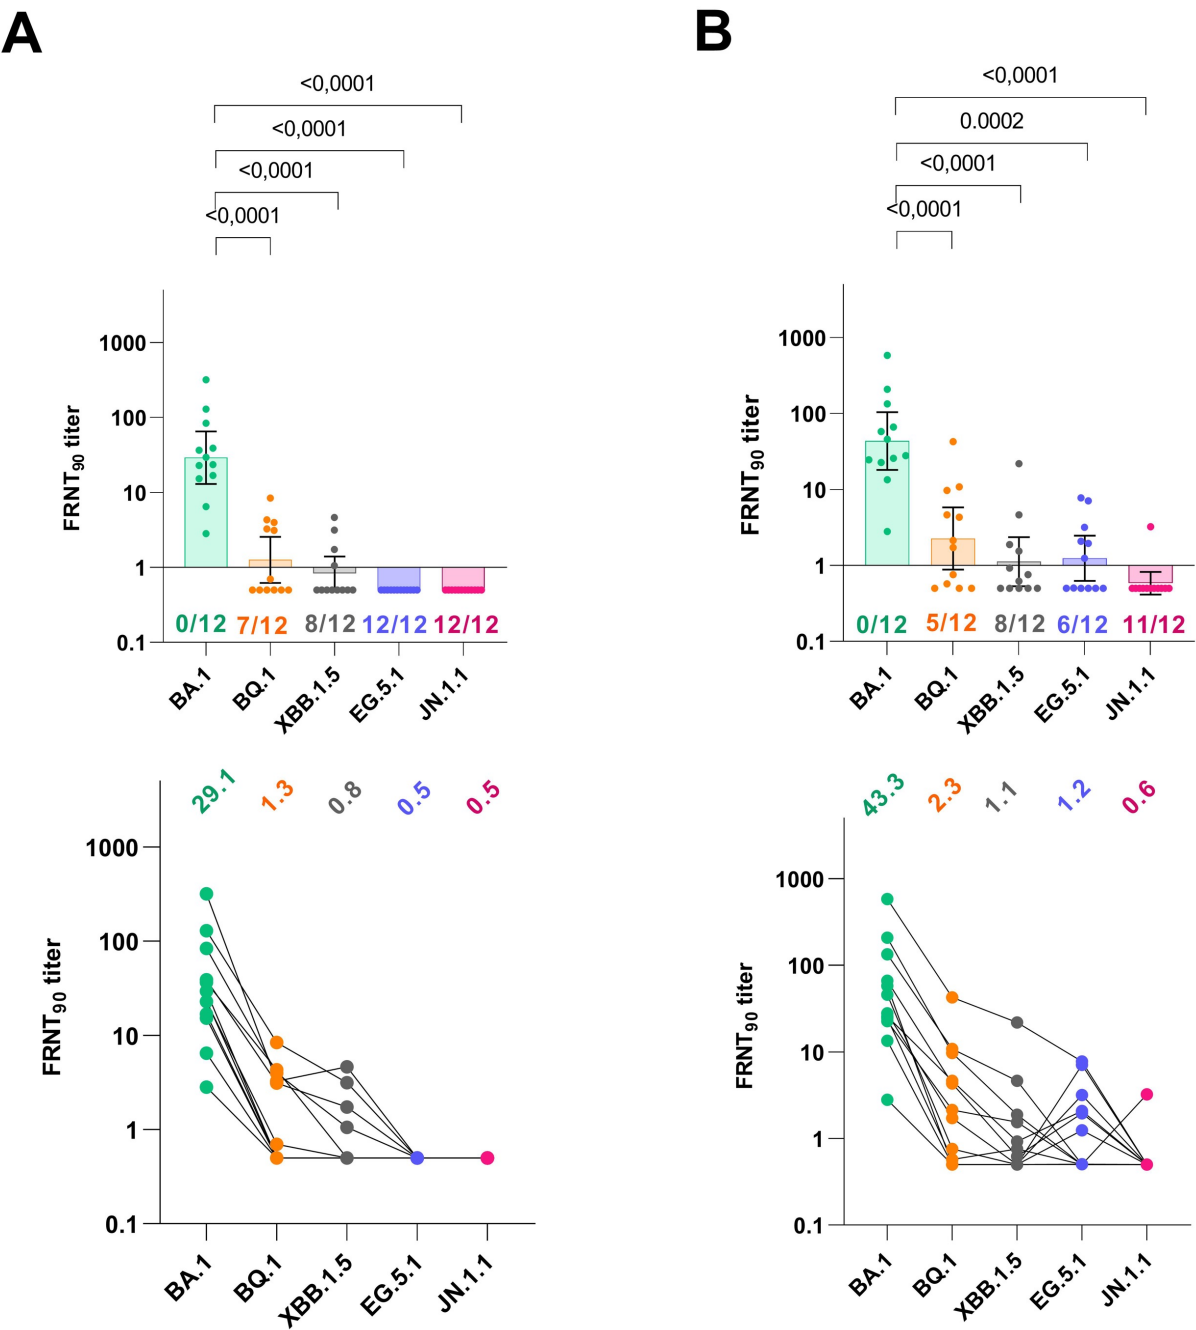 A
B
<0,0001
<0,0001
<0,0001
<0,0001
<0,0001
0.0002
<0,0001
<0,0001
FRNT90 titer
1000
100
10
1
0.1
0/12 7/12 8/12 12/12 12/12
BA.1 BQ.1 XBB.1.5 EG.5.1 JN.1.1
FRNT90 titer
1000
100
10
1
0.1
0/12 5/12 8/12 6/12 11/12
BA.1 BQ.1 XBB.1.5 EG.5.1 JN.1.1
29.1 1.3 0.8 0.5 0.5
FRNT90 titer
1000
100
10
1
0.1
BA.1 BQ.1 XBB.1.5 EG.5.1 JN.1.1
43.3 2.3 1.1 1.2 0.6
FRNT90 titer
1000
100
10
1
0.1
BA.1 BQ.1 XBB.1.5 EG.5.1 JN.1.1